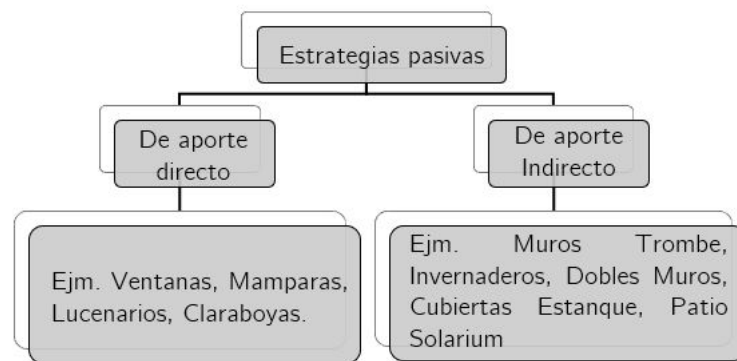 Estrategias pasivas
De aporte
directo
De aporte
Indirecto
Ejm. Ventanas, Mamparas,
Lucenarios, Claraboyas.
Ejm. Muros Trombe,
Invernaderos, Dobles Muros,
Cubiertas Estanque, Patio
Solarium